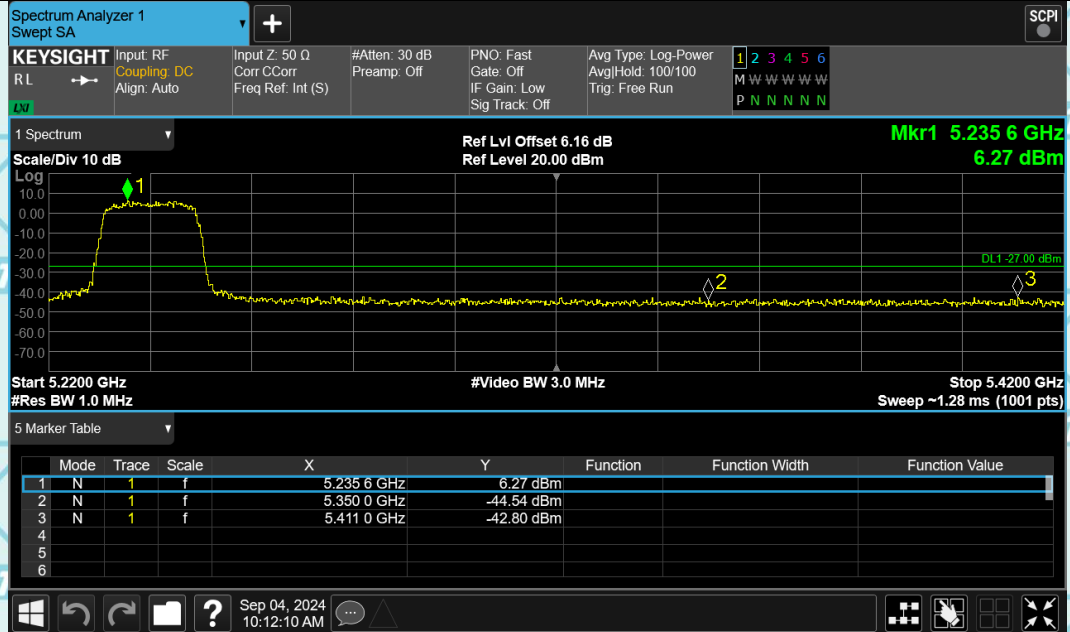 Spectrum Analyzer 1
Swept SA
SCPI
KEYSIGHT
RL
LXI
Input: RF
Coupling: DC
Align: Auto
Input Z: 50 Ω
Corr CCorr
Freq Ref: Int (S)
#Atten: 30 dB
Preamp: Off
PNO: Fast
Gate: Off
IF Gain: Low
Sig Track: Off
Avg Type: Log-Power
Avg|Hold: 100/100
Trig: Free Run
1 2 3 4 5 6
M W W W W W
P N N N N N
1 Spectrum
Scale/Div 10 dB
Log
Ref Lvl Offset 6.16 dB
Ref Level 20.00 dBm
Mkr1 5.235 6 GHz
6.27 dBm
10.0
0.00
-10.0
-20.0
-30.0
-40.0
-50.0
-60.0
-70.0
1
DL1 -27.00 dBm
2
3
Start 5.2200 GHz
#Video BW 3.0 MHz
Stop 5.4200 GHz
#Res BW 1.0 MHz
Sweep ~1.28 ms (1001 pts)
5 Marker Table
Mode Trace Scale X Y Function Function Width Function Value
1 N 1 f 5.235 6 GHz 6.27 dBm
2 N 1 f 5.350 0 GHz -44.54 dBm
3 N 1 f 5.411 0 GHz -42.80 dBm
4
5
6
?
Sep 04, 2024
10:12:10 AM